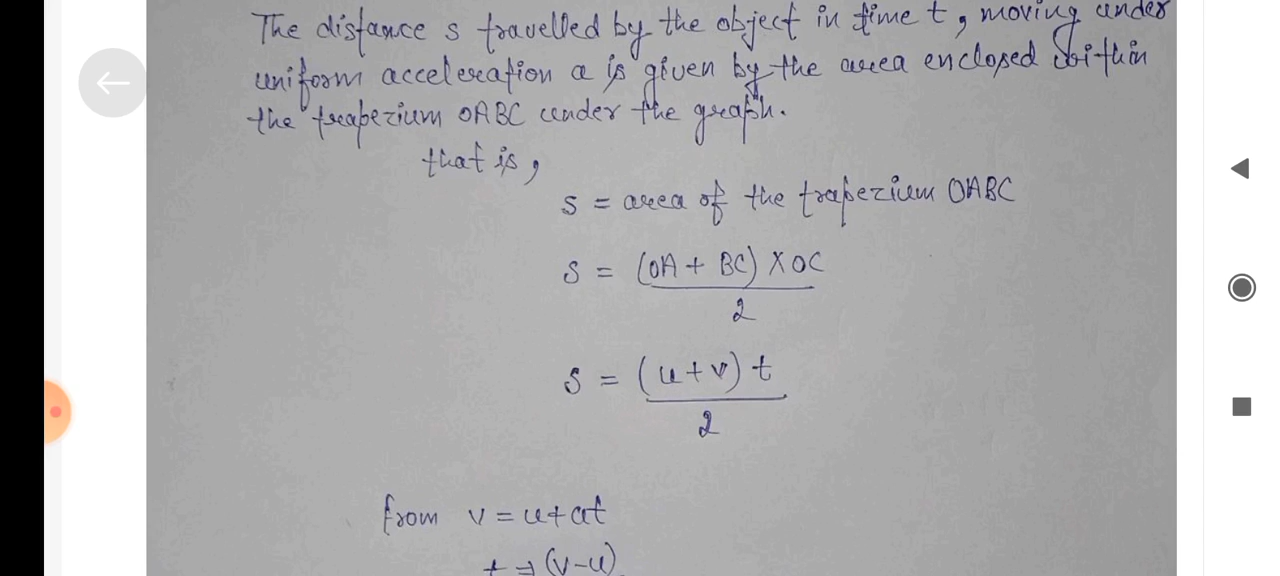 The distance s travelled by the object in time t, moving under
uniform acceleration a is given by the area enclosed within
the trapezium OABC under the graph.
that is,
s = area of the trapezium OABC
s = (OA + BC) X OC
2
s = (u+v) t
2
from v = u+at
t ⇒ (v-u)